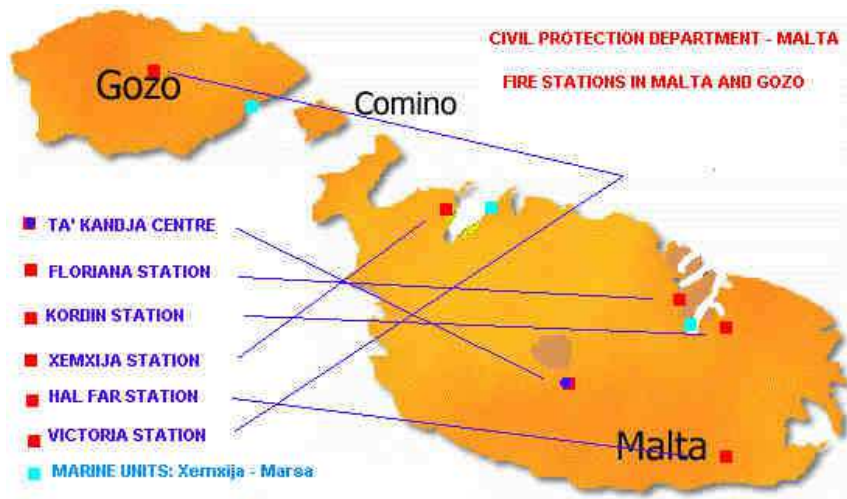 CIVIL PROTECTION DEPARTMENT - MALTA
FIRE STATIONS IN MALTA AND GOZO
Gozo
Comino
TA' KANDJA CENTRE
FLORIANA STATION
KORDIN STATION
XEMXIJA STATION
HAL FAR STATION
VICTORIA STATION
MARINE UNITS: Xemxija - Marsa
Malta